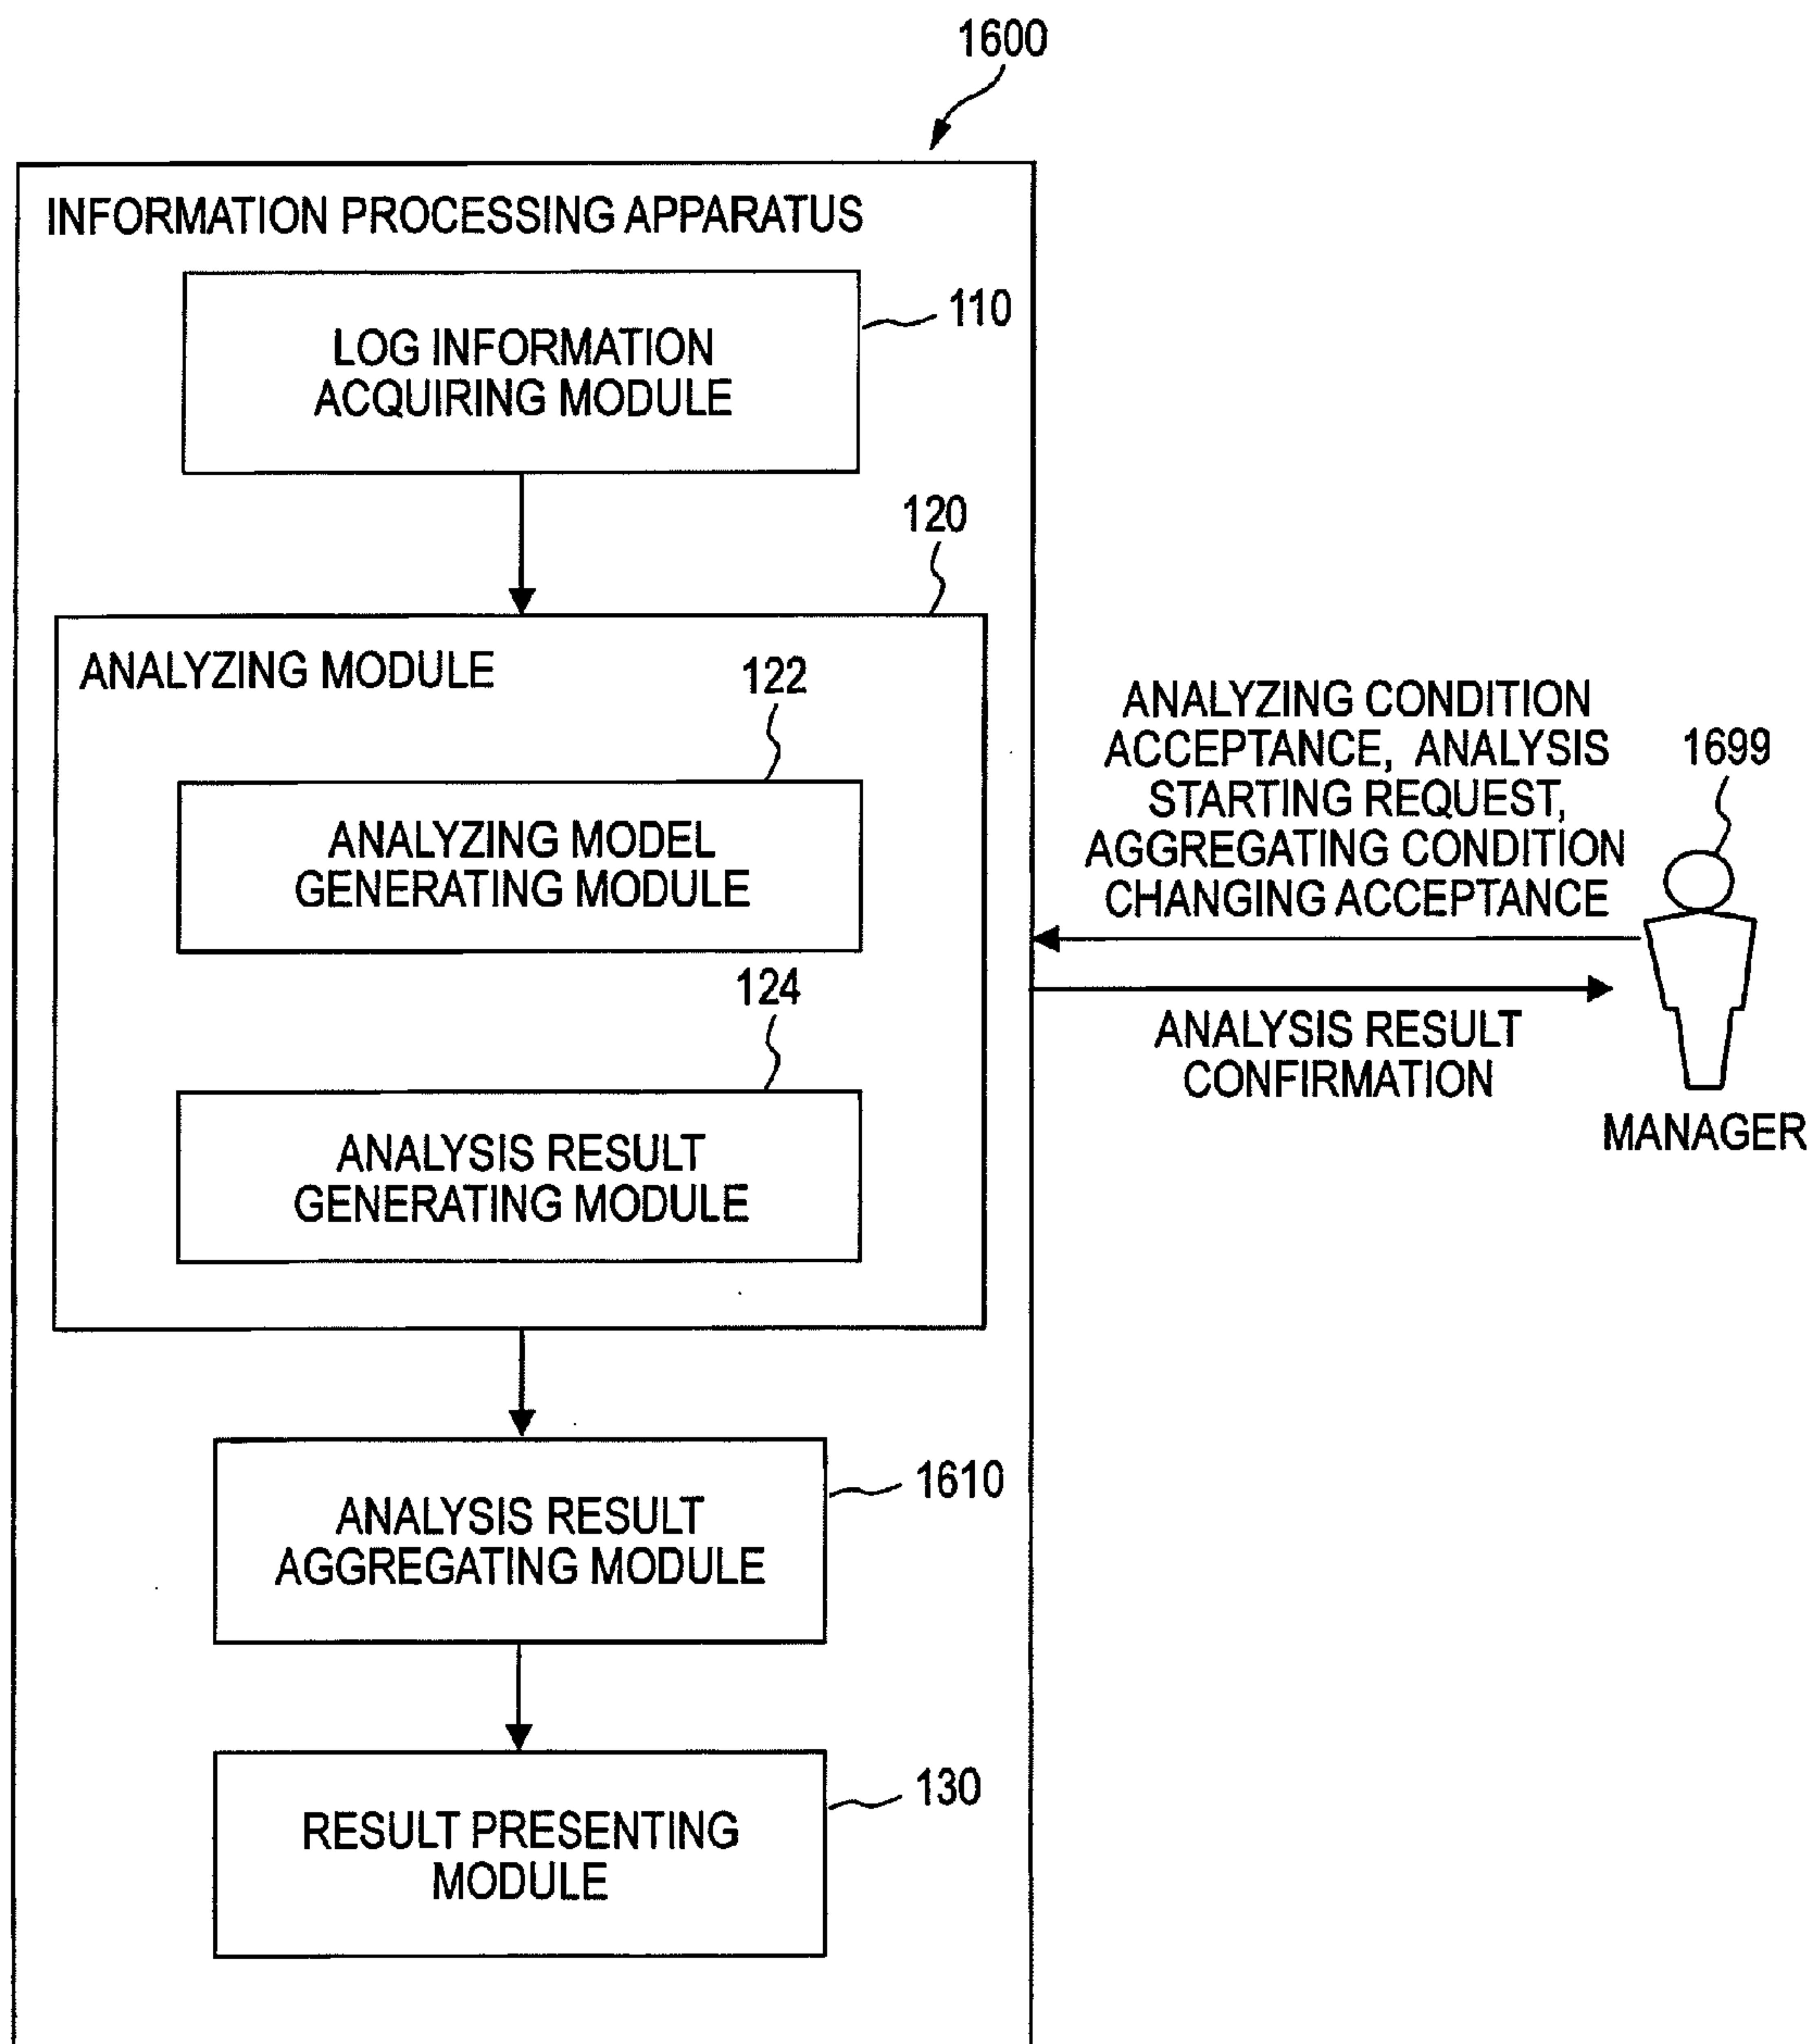 1600
INFORMATION PROCESSING APPARATUS
110
LOG INFORMATION
ACQUIRING MODULE
120
ANALYZING MODULE
122
ANALYZING MODEL
GENERATING MODULE
124
ANALYSIS RESULT
GENERATING MODULE
ANALYZING CONDITION
ACCEPTANCE, ANALYSIS
STARTING REQUEST,
AGGREGATING CONDITION
CHANGING ACCEPTANCE
1699
ANALYSIS RESULT
CONFIRMATION
MANAGER
1610
ANALYSIS RESULT
AGGREGATING MODULE
130
RESULT PRESENTING
MODULE